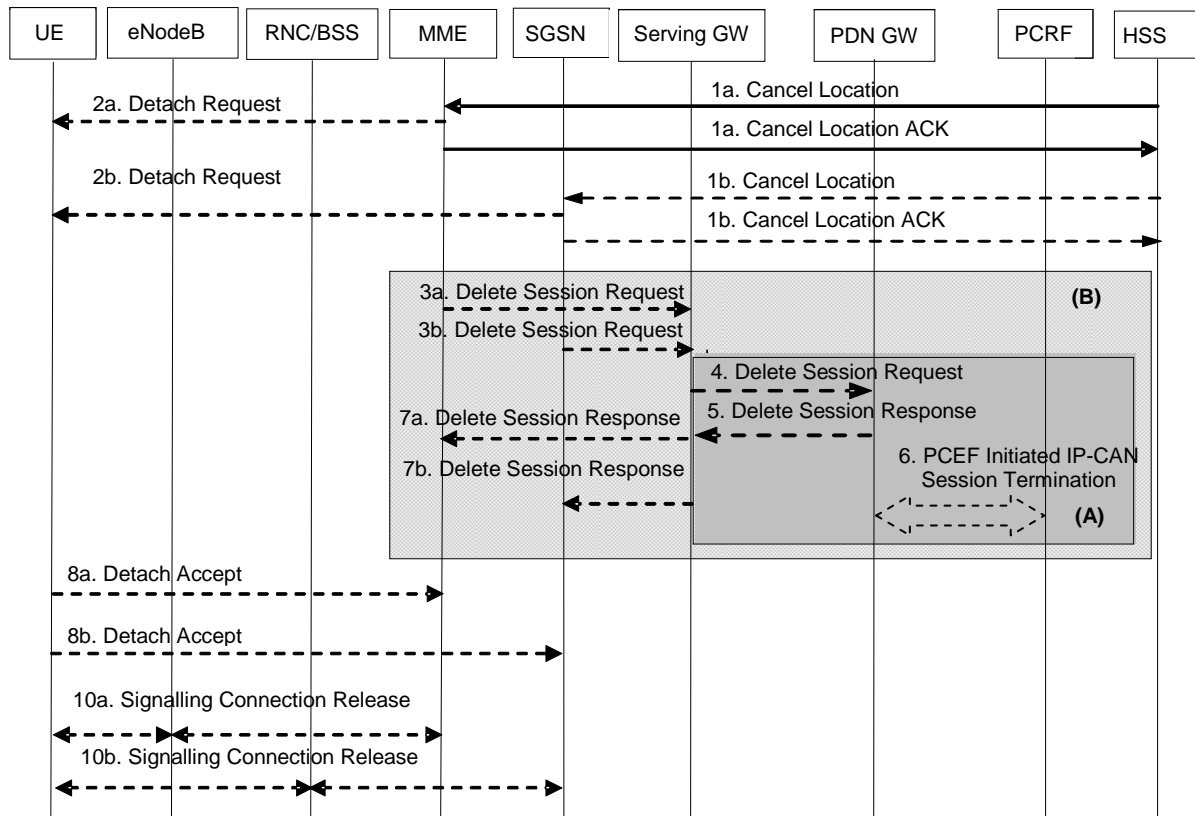 UE
eNodeB
RNC/BSS
MME
SGSN
Serving GW
PDN GW
PCRF
HSS
2a. Detach Request
1a. Cancel Location
1a. Cancel Location ACK
2b. Detach Request
1b. Cancel Location
1b. Cancel Location ACK
3a. Delete Session Request
(B)
3b. Delete Session Request
4. Delete Session Request
7a. Delete Session Response
5. Delete Session Response
6. PCEF Initiated IP-CAN
Session Termination
7b. Delete Session Response
(A)
8a. Detach Accept
8b. Detach Accept
10a. Signalling Connection Release
10b. Signalling Connection Release